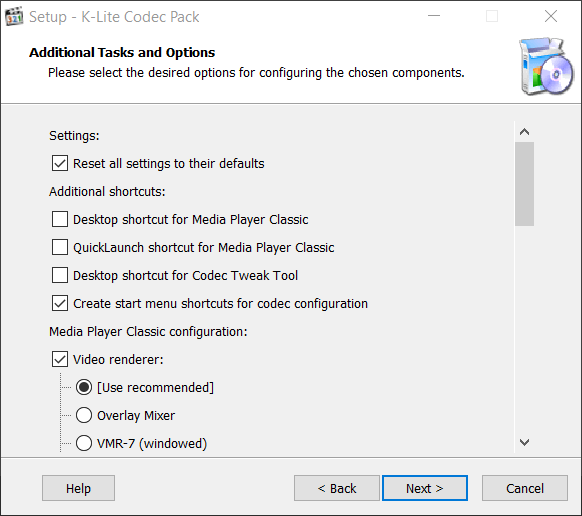 Setup - K-Lite Codec Pack
Additional Tasks and Options
Please select the desired options for configuring the chosen components.
Settings:
Reset all settings to their defaults
Additional shortcuts:
Desktop shortcut for Media Player Classic
QuickLaunch shortcut for Media Player Classic
Desktop shortcut for Codec Tweak Tool
Create start menu shortcuts for codec configuration
Media Player Classic configuration:
Video renderer:
[Use recommended]
Overlay Mixer
VMR-7 (windowed)
Help < Back Next > Cancel